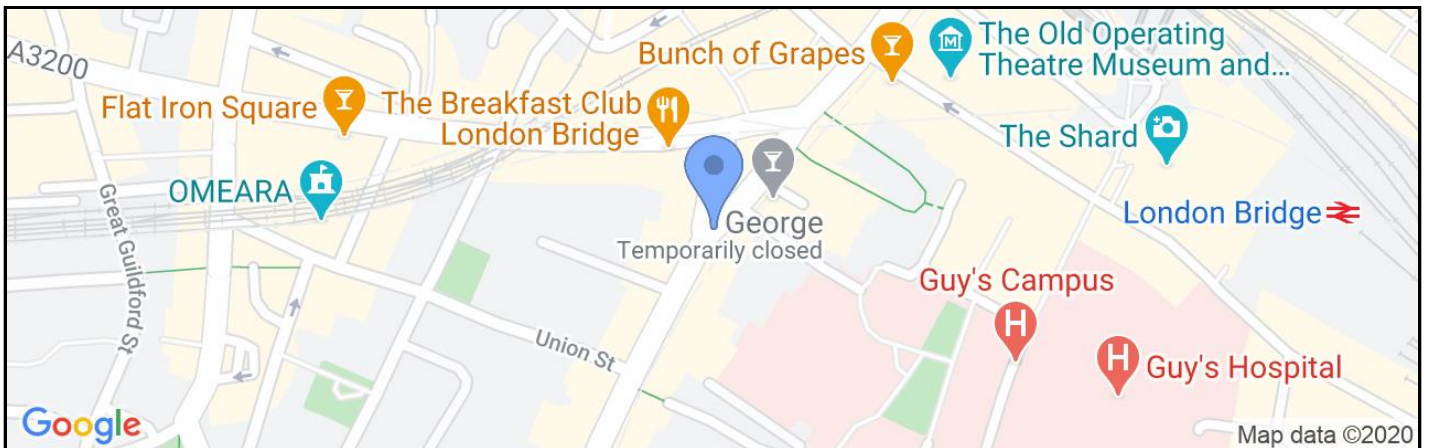 A3200
Flat Iron Square
The Breakfast Club
London Bridge
Bunch of Grapes
The Old Operating
Theatre Museum and...
The Shard
OMEARA
Great Guildford St
George
Temporarily closed
London Bridge
Guy's Campus
Union St
Guy's Hospital
Google
Map data ©2020